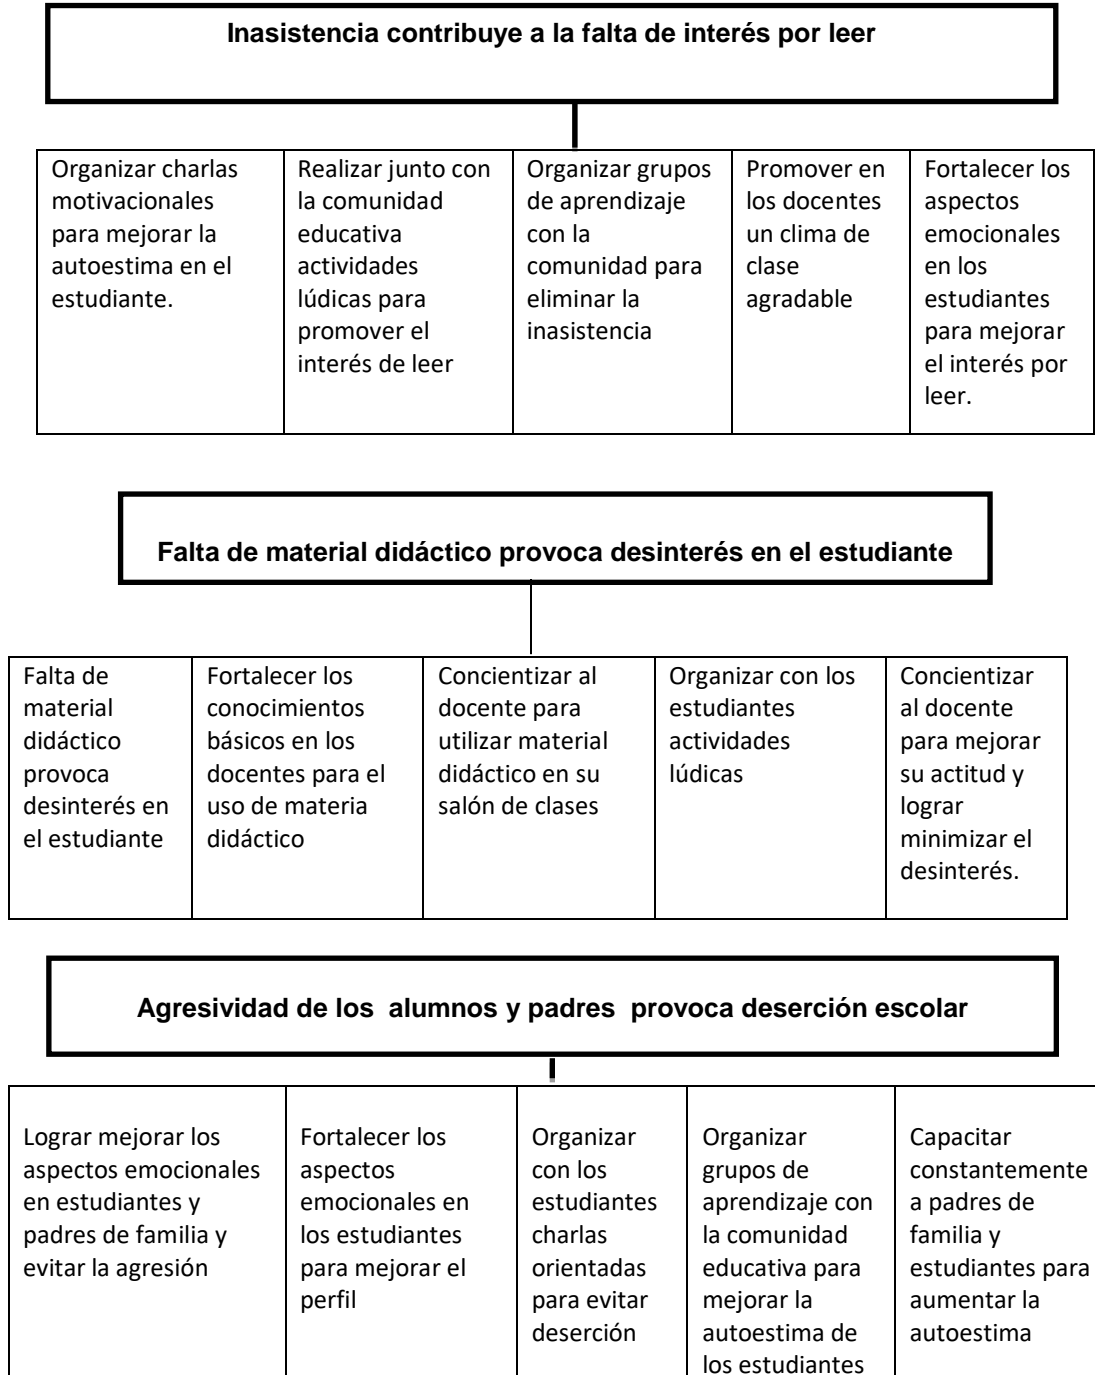 Inasistencia contribuye a la falta de interés por leer
Organizar charlas
motivacionales
para mejorar la
autoestima en el
estudiante.
Realizar junto con
la comunidad
educativa
actividades
lúdicas para
promover el
interés de leer
Organizar grupos
de aprendizaje
con la
comunidad para
eliminar la
inasistencia
Promover en
los docentes
un clima de
clase
agradable
Fortalecer los
aspectos
emocionales
en los
estudiantes
para mejorar
el interés por
leer.
Falta de material didáctico provoca desinterés en el estudiante
Falta de
material
didáctico
provoca
desinterés en
el estudiante
Fortalecer los
conocimientos
básicos en los
docentes para el
uso de materia
didáctico
Concientizar al
docente para
utilizar material
didáctico en su
salón de clases
Organizar con los
estudiantes
actividades
lúdicas
Concientizar
al docente
para mejorar
su actitud y
lograr
minimizar el
desinterés.
Agresividad de los  alumnos y padres  provoca deserción escolar
Lograr mejorar los
aspectos emocionales
en estudiantes y
padres de familia y
evitar la agresión
Fortalecer los
aspectos
emocionales en
los estudiantes
para mejorar el
perfil
Organizar
con los
estudiantes
charlas
orientadas
para evitar
deserción
Organizar
grupos de
aprendizaje con
la comunidad
educativa para
mejorar la
autoestima de
los estudiantes
Capacitar
constantemente
a padres de
familia y
estudiantes para
aumentar la
autoestima